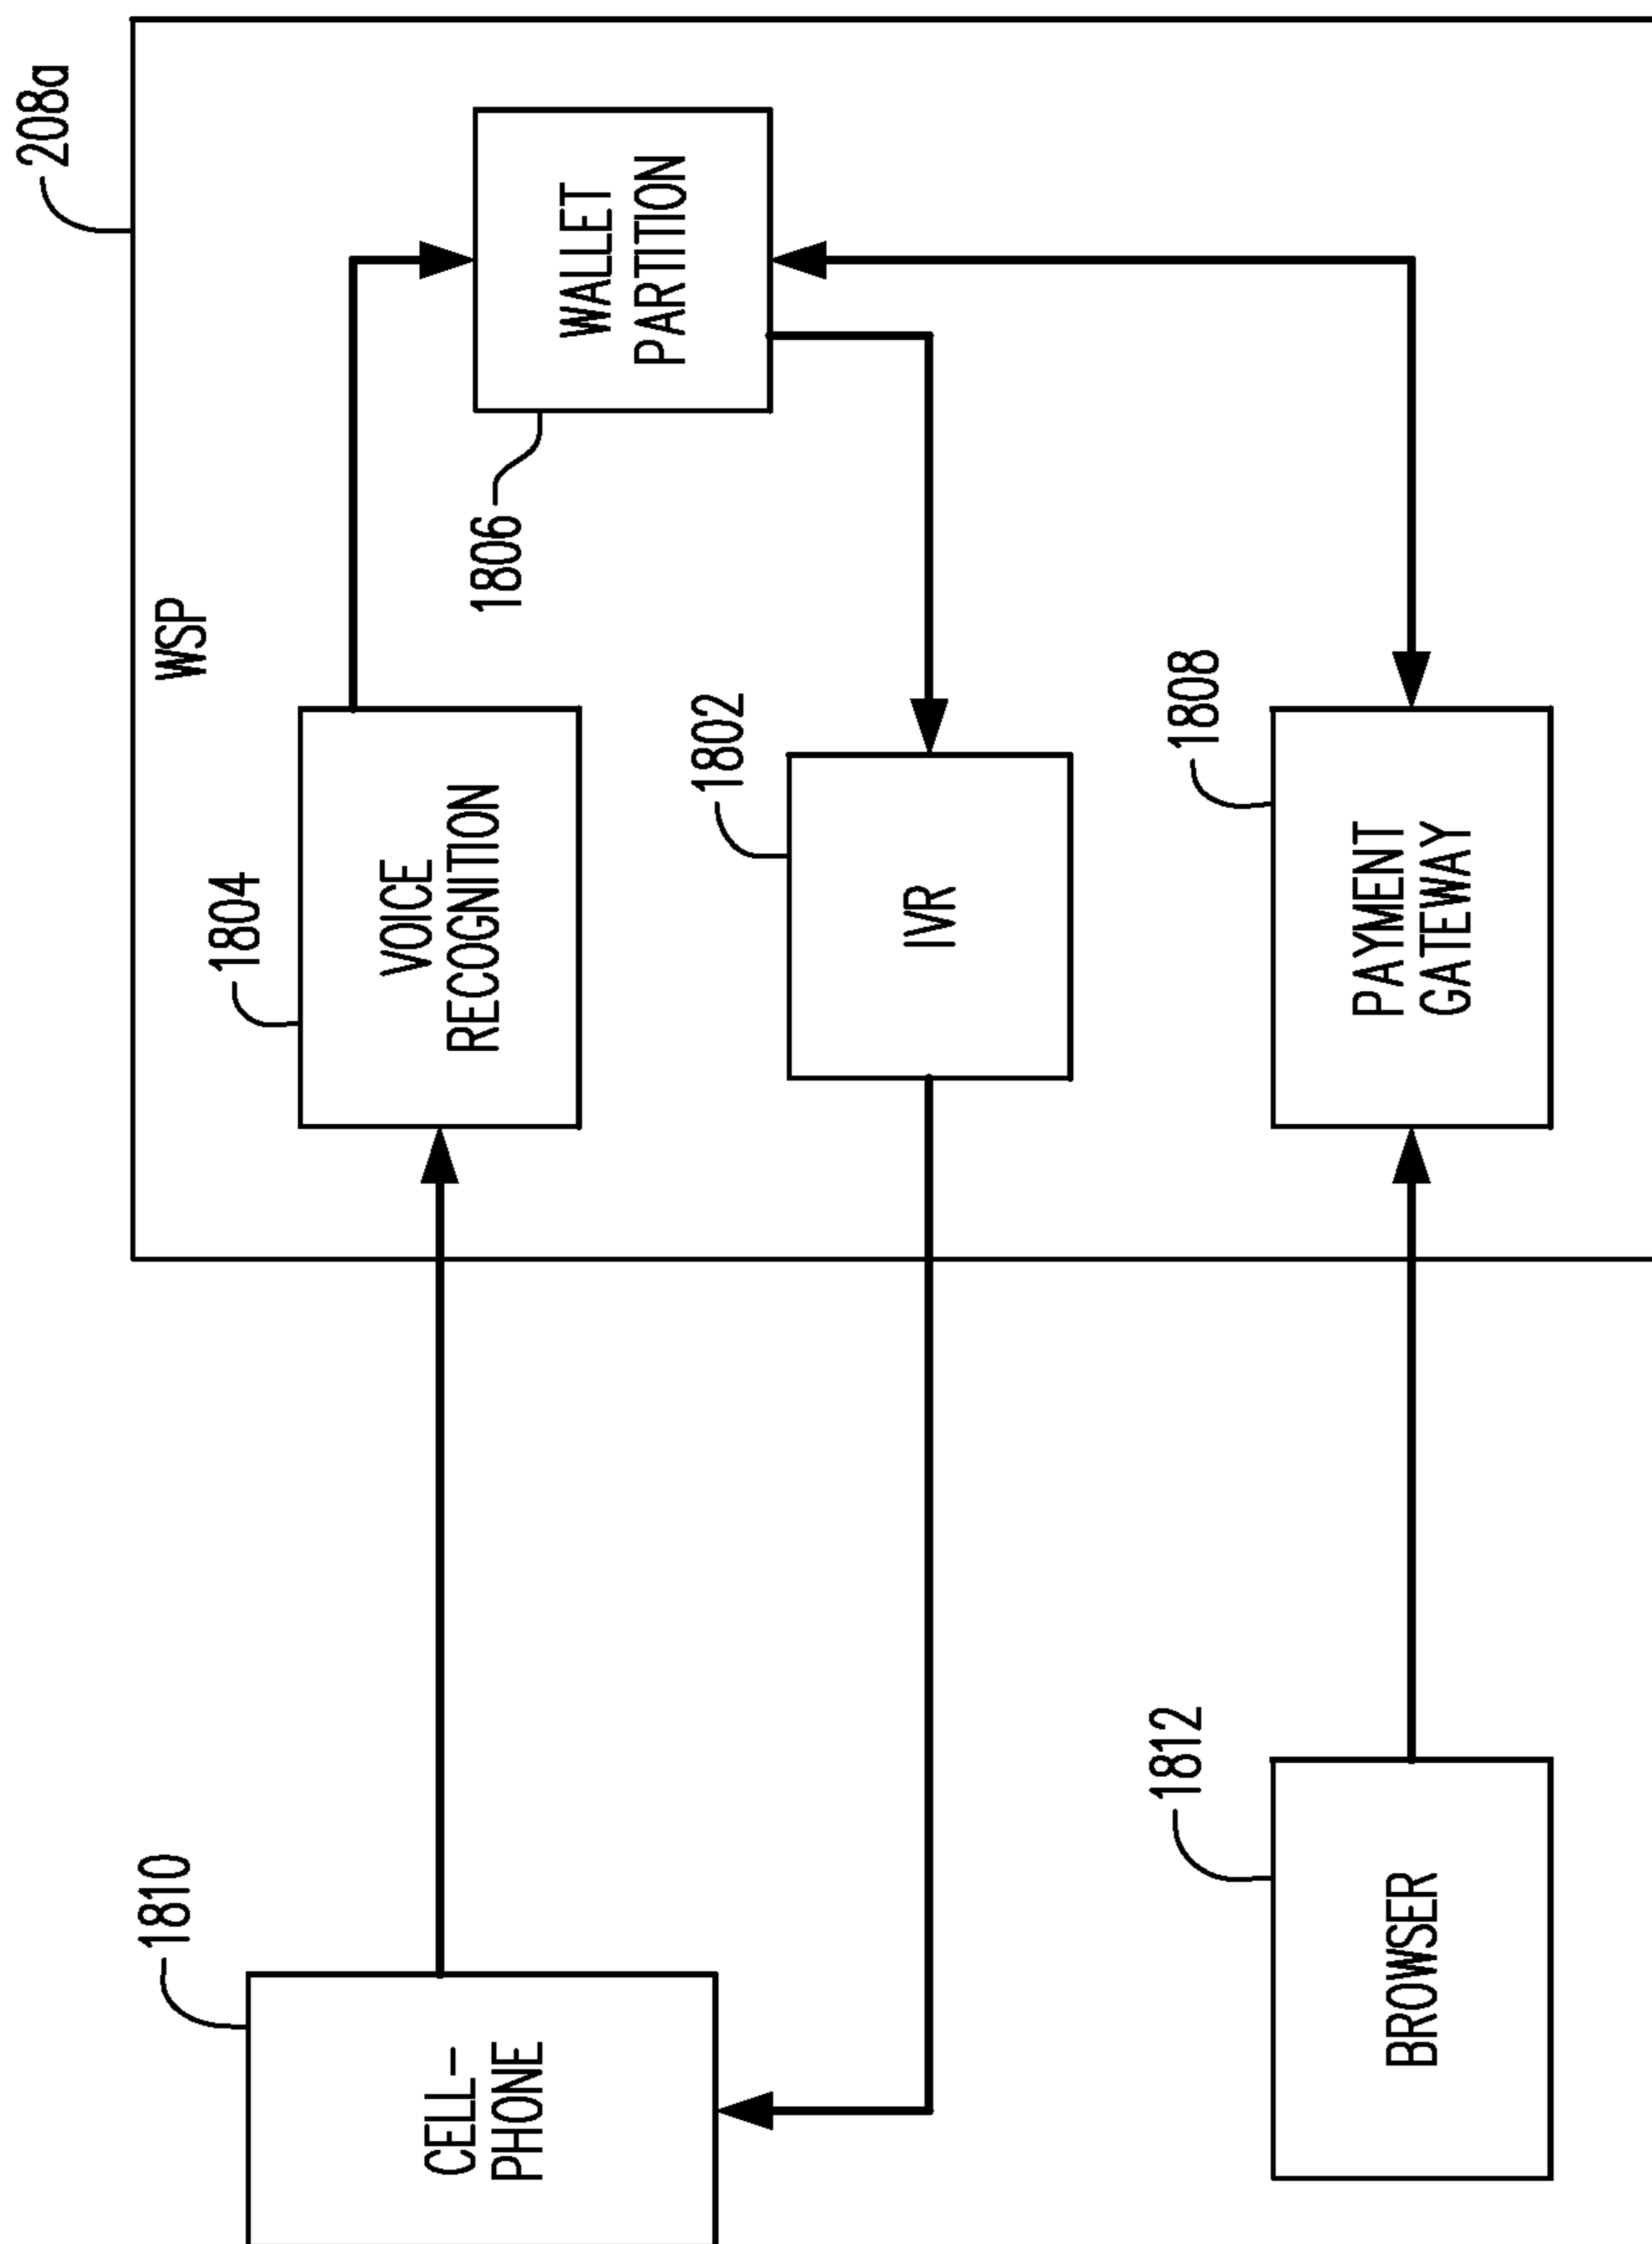 208a
WSP
1810
1804
CELL-
PHONE
VOICE
RECOGNITION
1806
WALLET
PARTITION
1802
IVR
1812
1808
BROWSER
PAYMENT
GATEWAY